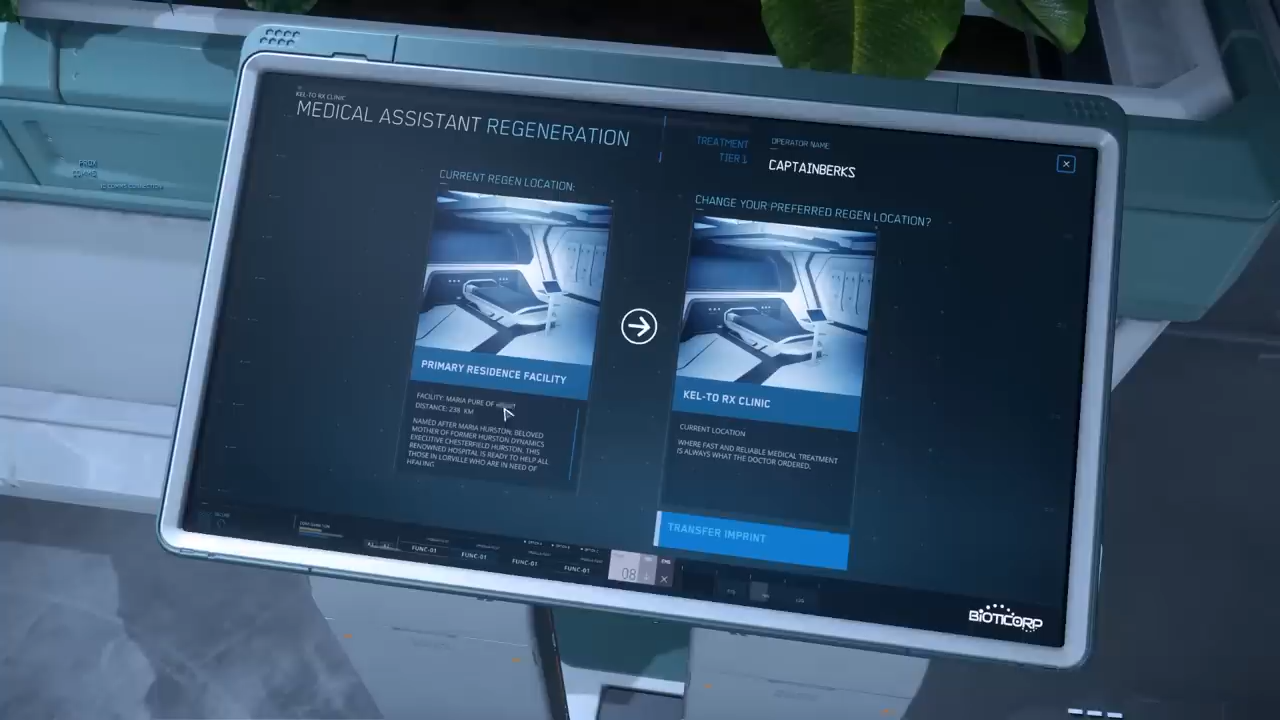 KEL-TO RX CLINIC
MEDICAL ASSISTANT REGENERATION
TREATMENT
TIER 1
OPERATOR NAME
CAPTAINBERKS
CURRENT REGEN LOCATION:
CHANGE YOUR PREFERRED REGEN LOCATION?
PRIMARY RESIDENCE FACILITY
FACILITY: MARIA PURE OF
DISTANCE: 238 KM
NAMED AFTER MARIA HURSTON, BELOVED
MOTHER OF FORMER HURSTON DYNAMICS
EXECUTIVE CHESTERFIELD HURSTON, THIS
RENOWNED HOSPITAL IS READY TO HELP ALL
THOSE IN LORVILLE WHO ARE IN NEED OF
HEALING
KEL-TO RX CLINIC
CURRENT LOCATION
WHERE FAST AND RELIABLE MEDICAL TREATMENT
IS ALWAYS WHAT THE DOCTOR ORDERED.
TRANSFER IMPRINT
FUNC-01
FUNC-01
FUNC-01
FUNC-01
08
BIOTICORP